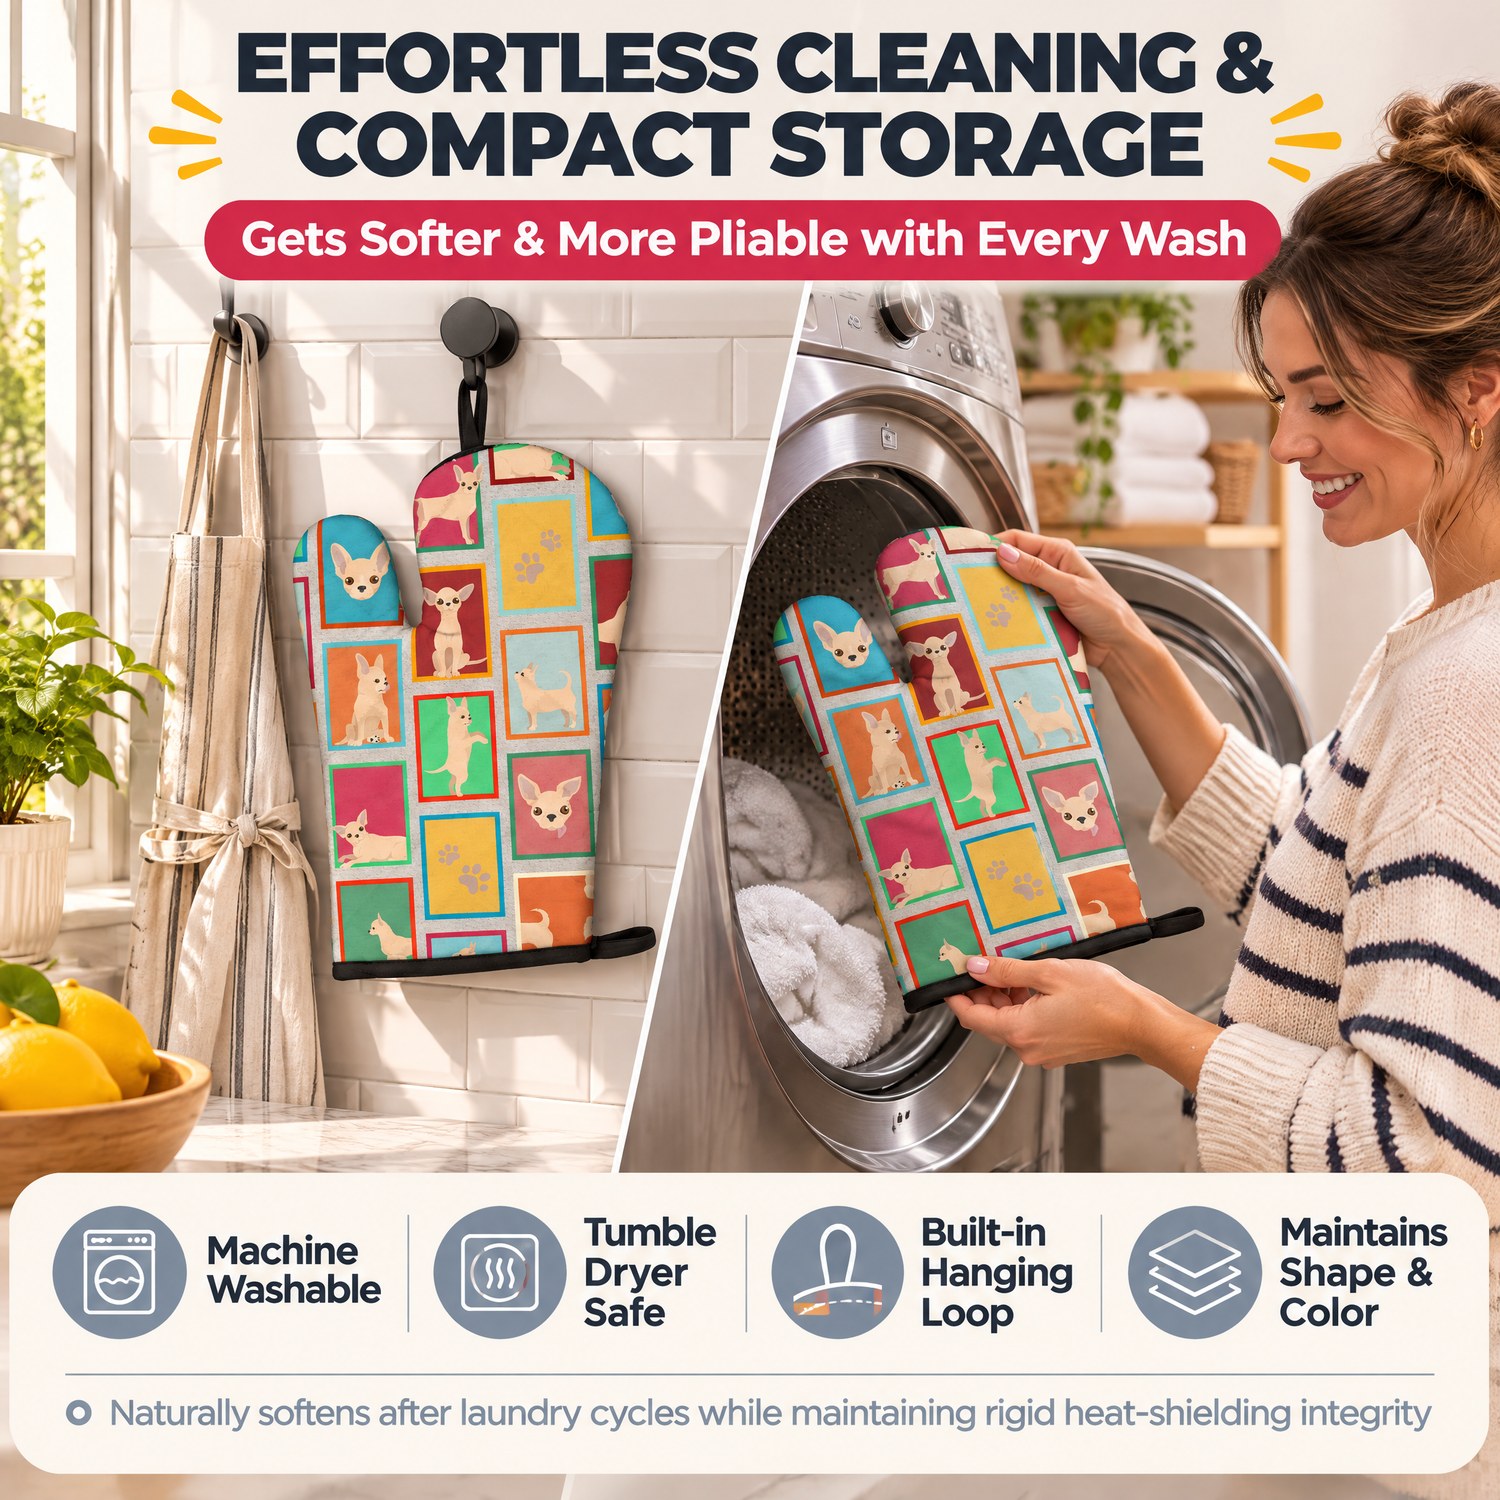 EFFORTLESS CLEANING &
COMPACT STORAGE
Gets Softer & More Pliable with Every Wash
Machine
Washable
Tumble
Dryer
Safe
Built-in
Hanging
Loop
Maintains
Shape &
Color
Naturally softens after laundry cycles while maintaining rigid heat-shielding integrity